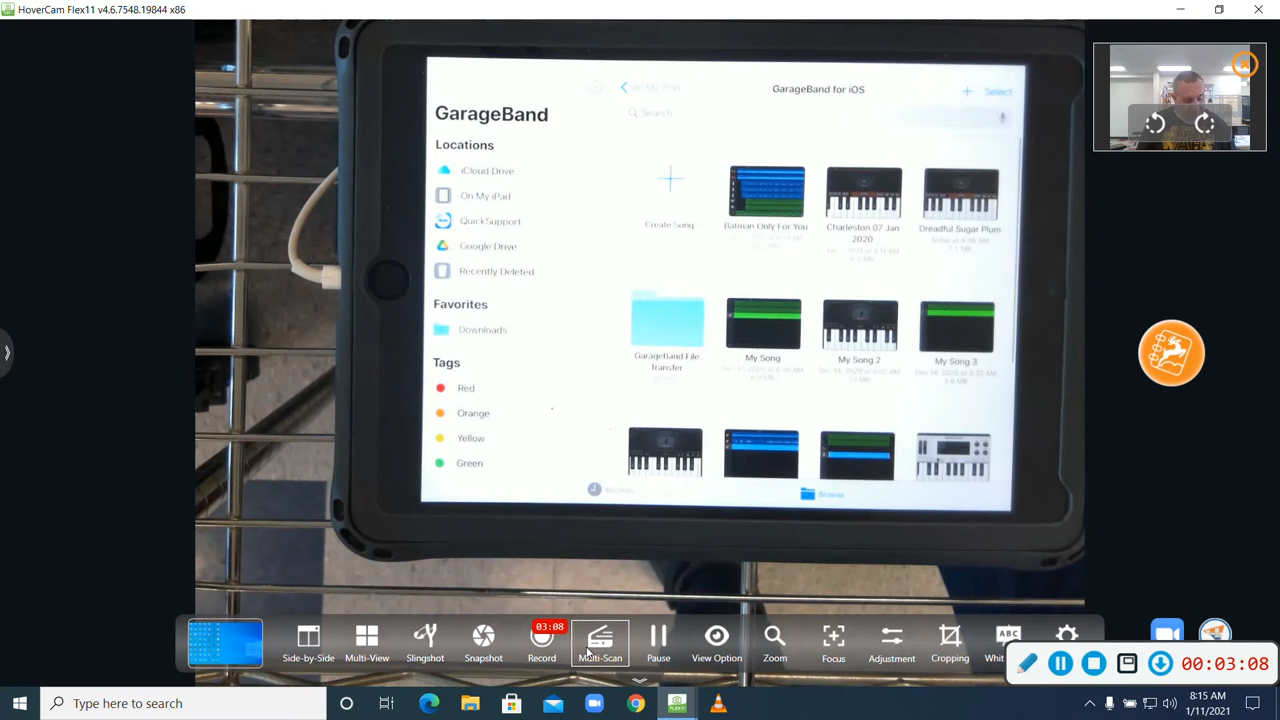 HoverCam Flex11 v4.6.7548.19844 x86
GarageBand
GarageBand for iOS
Select
Search
Locations
iCloud Drive
On My iPad
QuickSupport
Google Drive
Recently Deleted
Favorites
Downloads
Tags
Red
Orange
Yellow
Green
Create Song
Batman Only For You
Charleston 07 Jan
2020
Dreadful Sugar Plum
GarageBand File
Transfer
My Song
My Song 2
My Song 3
Recents
Browse
03:08
Side-by-Side
Multi-View
Slingshot
Snapshot
Record
Multi-Scan
Pause
View Option
Zoom
Focus
Adjustment
Cropping
ABC
Whit
00:03:08
Type here to search
FLEX11
8:15 AM
1/11/2021